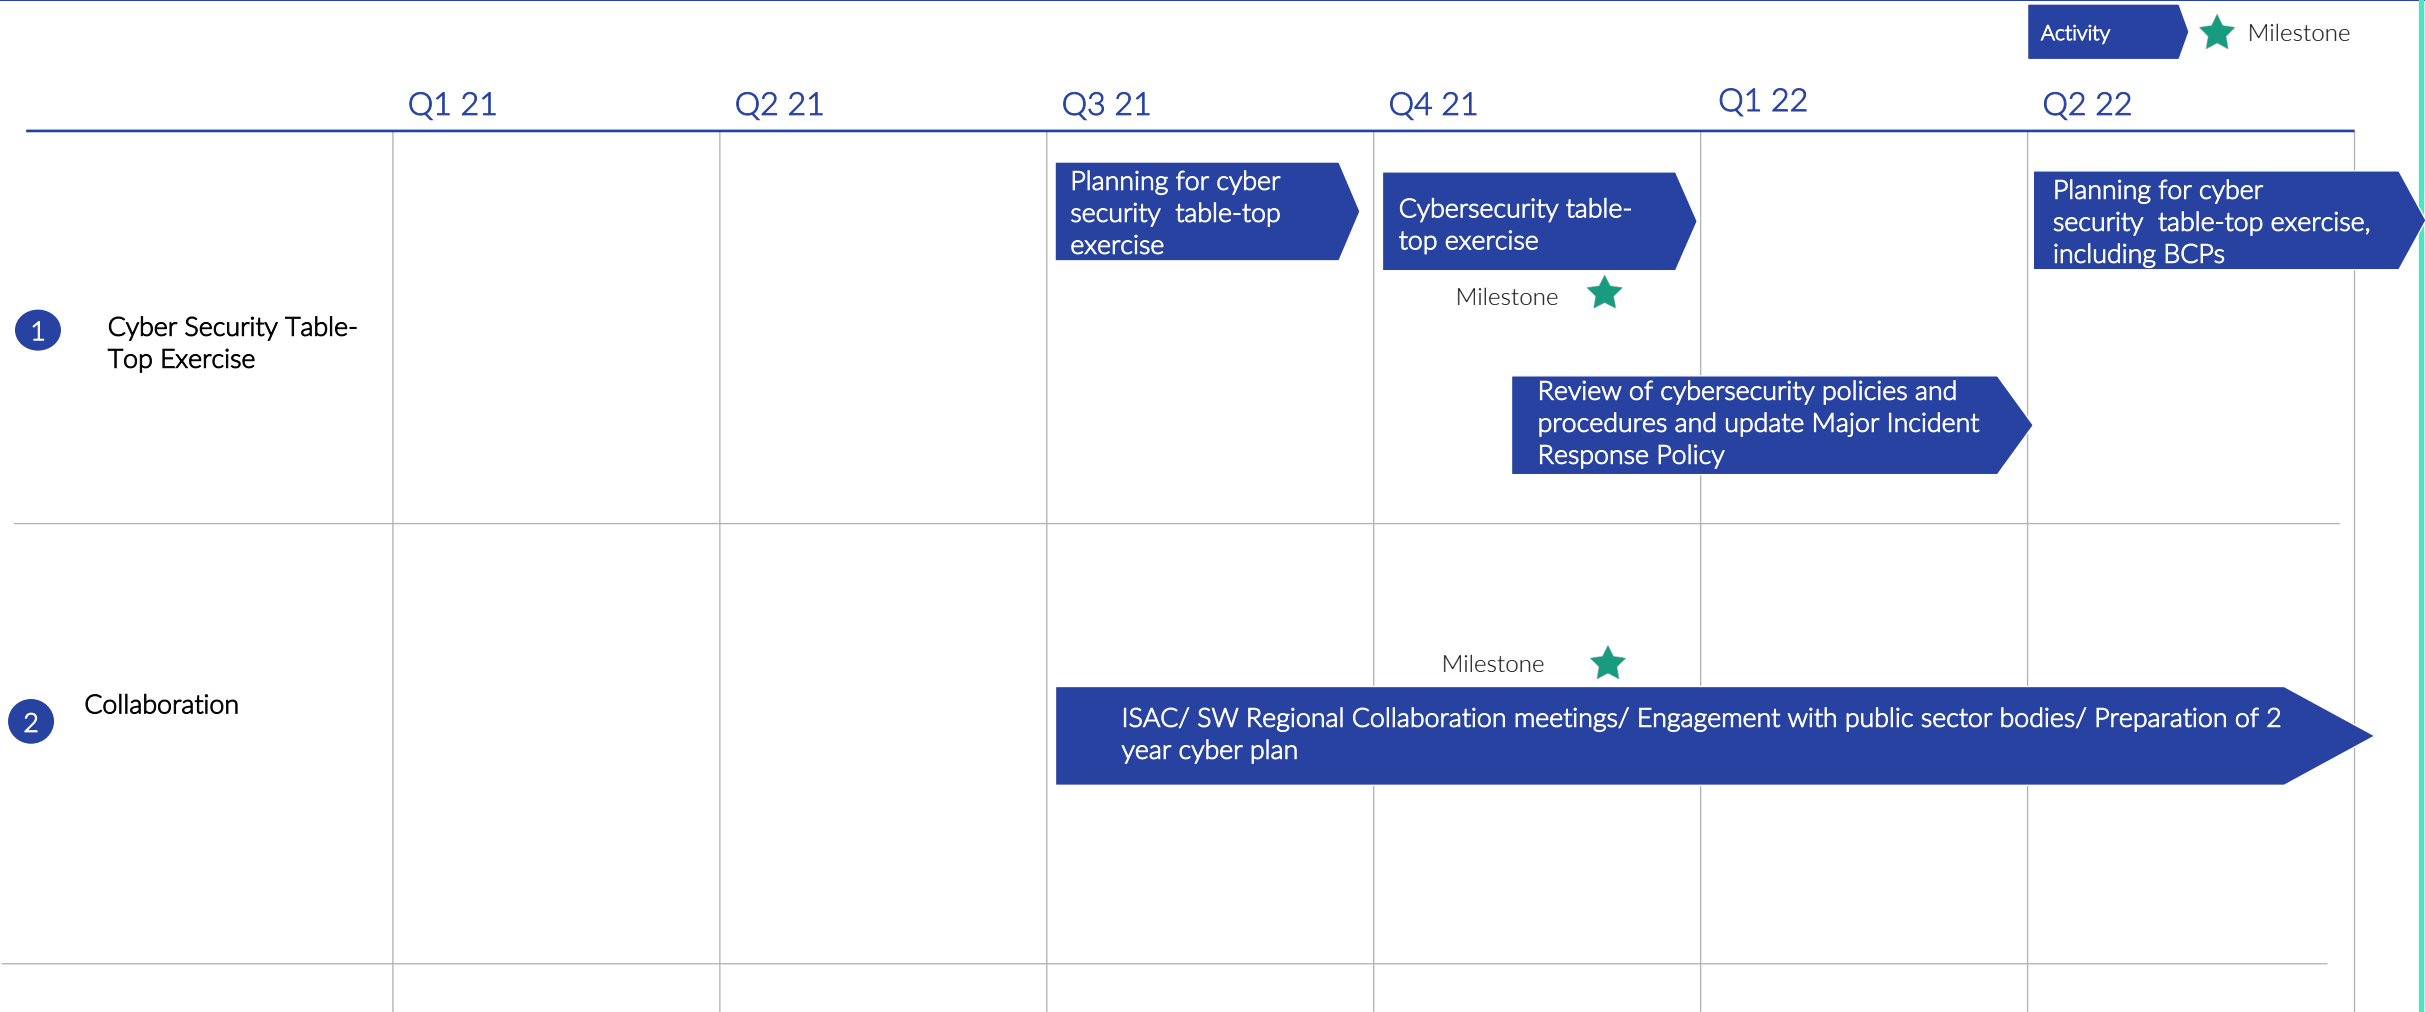 Activity
Milestone
Q1 21
Q2 21
Q3 21
Q4 21
Q1 22
Q2 22
Planning for cyber
security  table-top
exercise
Cybersecurity table-
top exercise
Planning for cyber
security  table-top exercise,
including BCPs
Milestone
1
Cyber Security Table-
Top Exercise
Review of cybersecurity policies and
procedures and update Major Incident
Response Policy
Milestone
2
Collaboration
ISAC/ SW Regional Collaboration meetings/ Engagement with public sector bodies/ Preparation of 2
year cyber plan